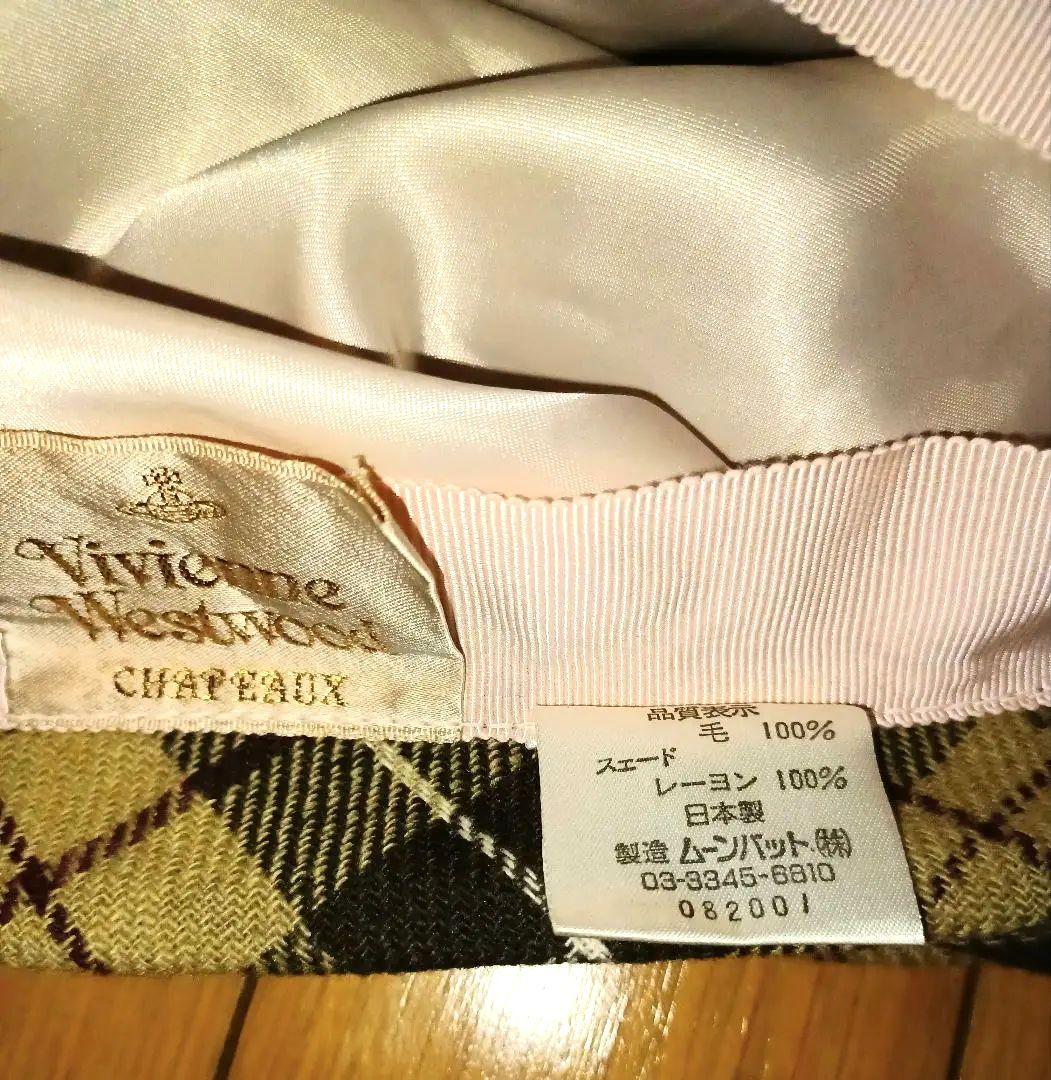 Vivienne
Westwood
CHAPEAUX
品質表示
毛 100%
スエード
レーヨン 100%
日本製
製造 ムーンバット(株)
03-3345-6610
082001